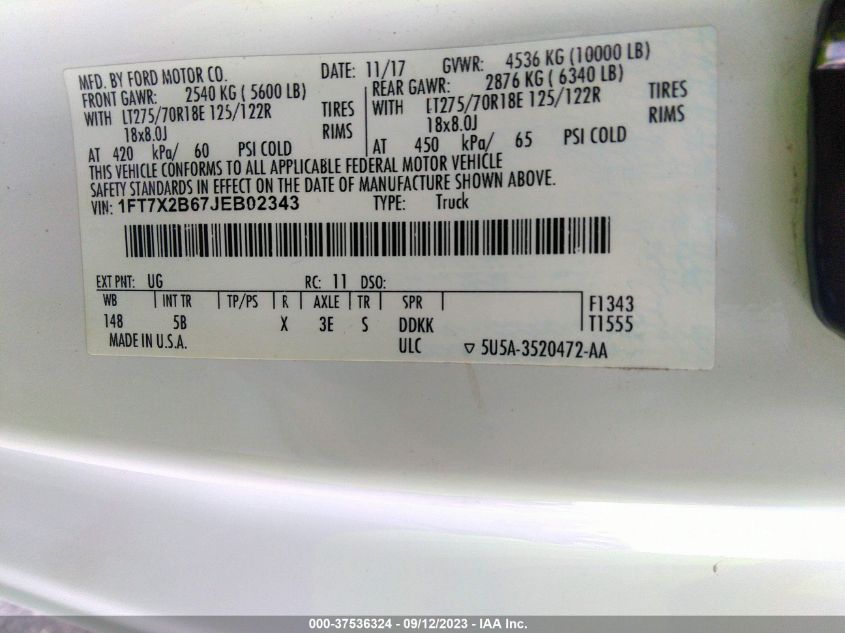 MFD. BY FORD MOTOR CO. DATE: 11/17 GVWR: 4536 KG (10000 LB)
FRONT GAWR: 2540 KG ( 5600 LB) REAR GAWR: 2876 KG ( 6340 LB)
WITH LT275/70R18E 125/122R TIRES WITH LT275/70R18E 125/122R TIRES
18x8.0J RIMS 18x8.0J RIMS
AT 420 kPa/ 60 PSI COLD AT 450 kPa/ 65 PSI COLD
THIS VEHICLE CONFORMS TO ALL APPLICABLE FEDERAL MOTOR VEHICLE
SAFETY STANDARDS IN EFFECT ON THE DATE OF MANUFACTURE SHOWN ABOVE.
VIN: 1FT7X2B67JEB02343 TYPE: Truck
EXT PNT: UG RC: 11 DSO:
WB INT TR TP/PS R AXLE TR SPR F1343
148 5B X 3E S DDKK T1555
MADE IN U.S.A. ULC ▽ 5U5A-3520472-AA
000-37536324 - 09/12/2023 - IAA Inc.